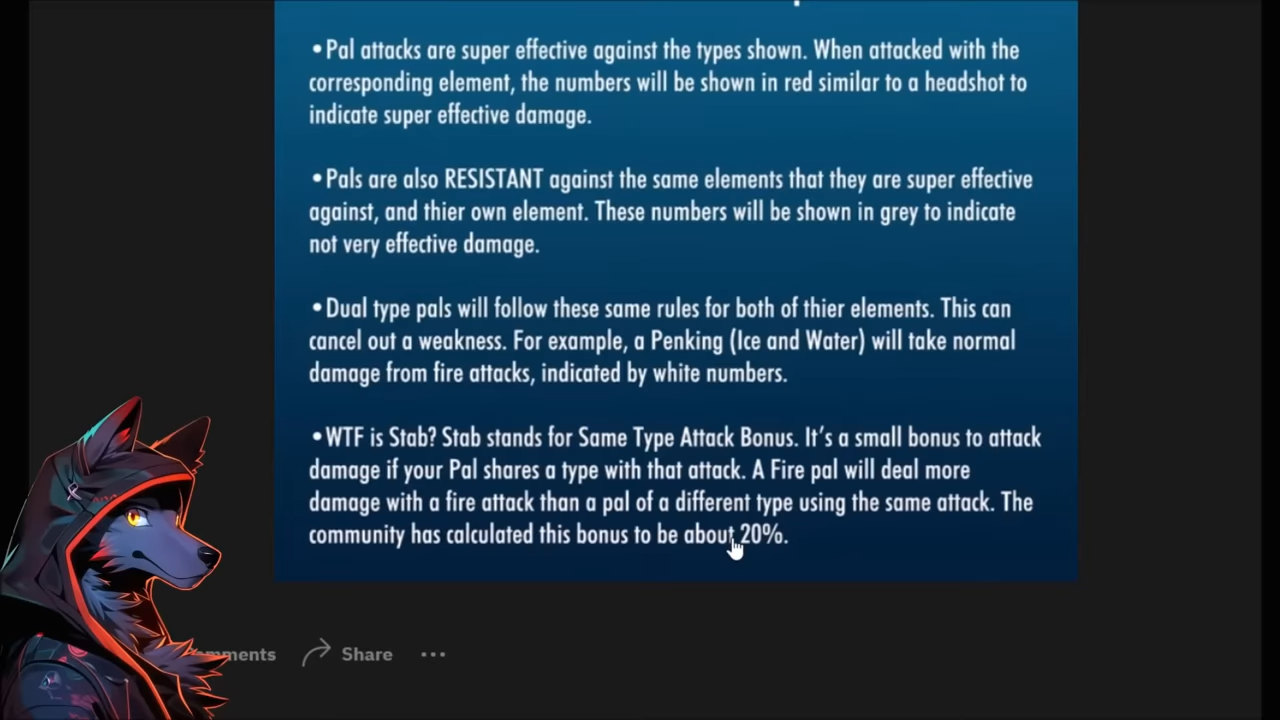 •Pal attacks are super effective against the types shown. When attacked with the
corresponding element, the numbers will be shown in red similar to a headshot to
indicate super effective damage.
•Pals are also RESISTANT against the same elements that they are super effective
against, and thier own element. These numbers will be shown in grey to indicate
not very effective damage.
•Dual type pals will follow these same rules for both of thier elements. This can
cancel out a weakness. For example, a Penking (Ice and Water) will take normal
damage from fire attacks, indicated by white numbers.
•WTF is Stab? Stab stands for Same Type Attack Bonus. It's a small bonus to attack
damage if your Pal shares a type with that attack. A Fire pal will deal more
damage with a fire attack than a pal of a different type using the same attack. The
community has calculated this bonus to be about 20%.
Share